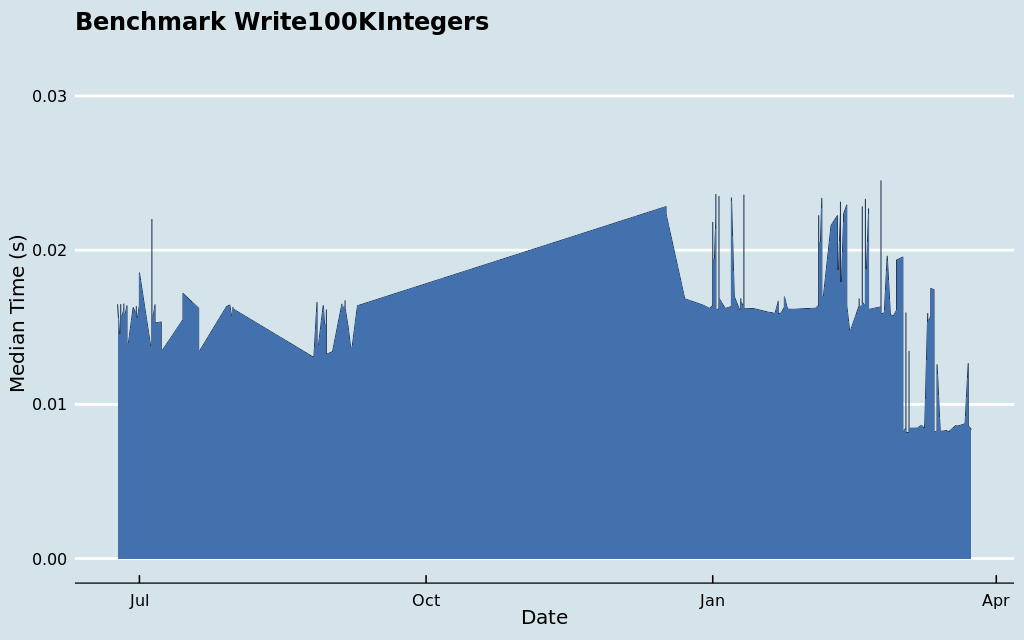 Benchmark Write100KIntegers
0.03
0.02
0.01
0.00
Median Time (s)
Jul
Oct
Jan
Apr
Date